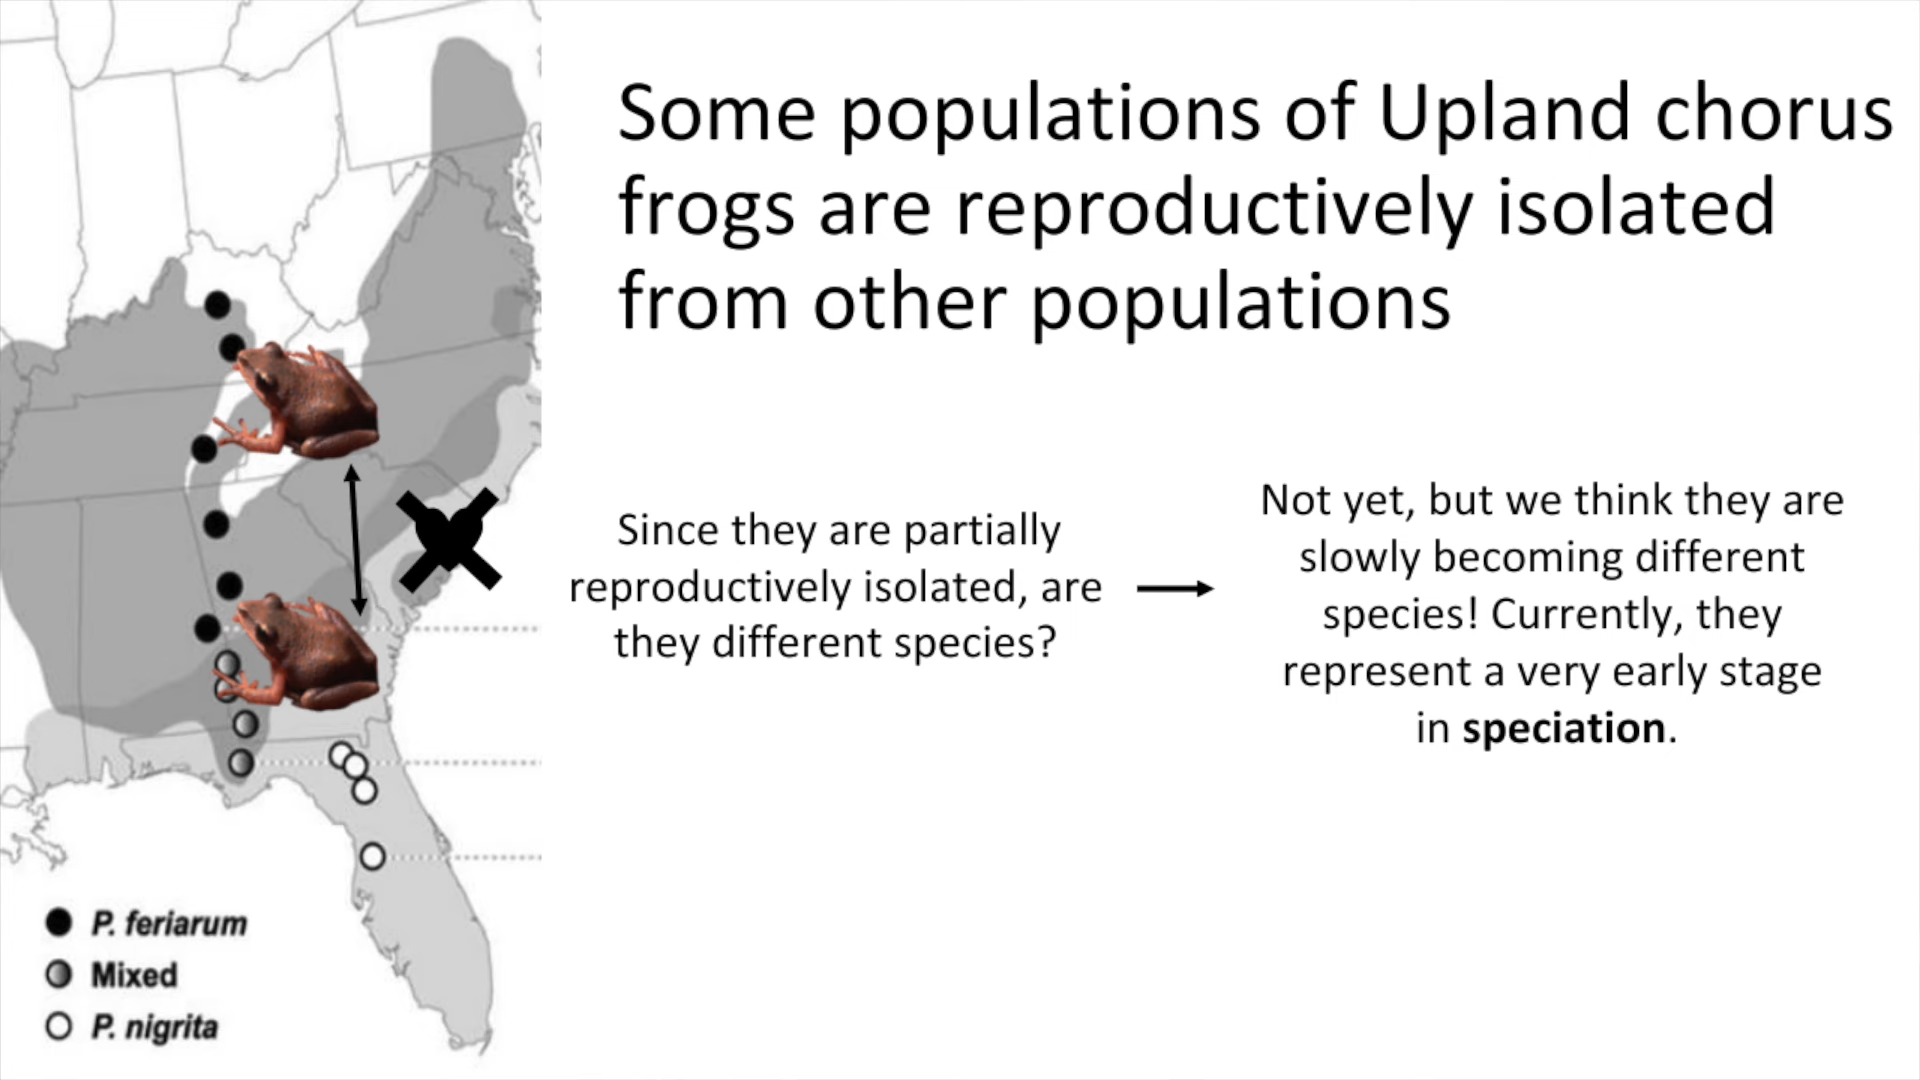 Some populations of Upland chorus
frogs are reproductively isolated
from other populations
Since they are partially
reproductively isolated, are
they different species?
Not yet, but we think they are
slowly becoming different
species! Currently, they
represent a very early stage
in speciation.
P. feriarum
Mixed
P. nigrita